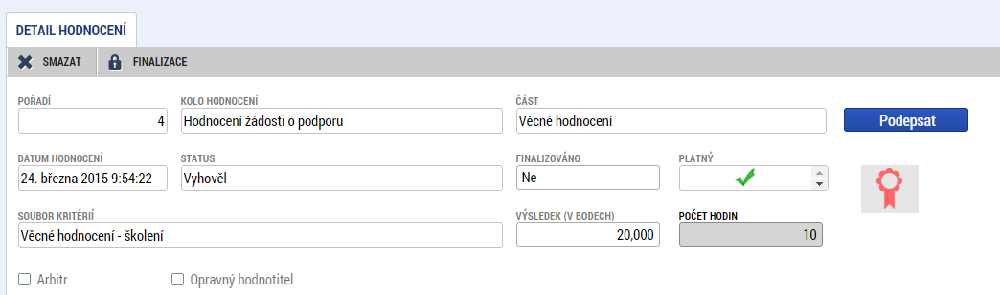 DETAIL HODNOCENÍ
SMAZAT FINALIZACE
POŘADÍ KOLO HODNOCENÍ ČÁST
4 Hodnocení žádosti o podporu Věcné hodnocení Podepsat
DATUM HODNOCENÍ STATUS FINALIZOVÁNO PLATNÝ
24. března 2015 9:54:22 Vyhověl Ne
SOUBOR KRITÉRIÍ VÝSLEDEK (V BODECH) POČET HODIN
Věcné hodnocení - školení 20,000 10
Arbitr Opravný hodnotitel